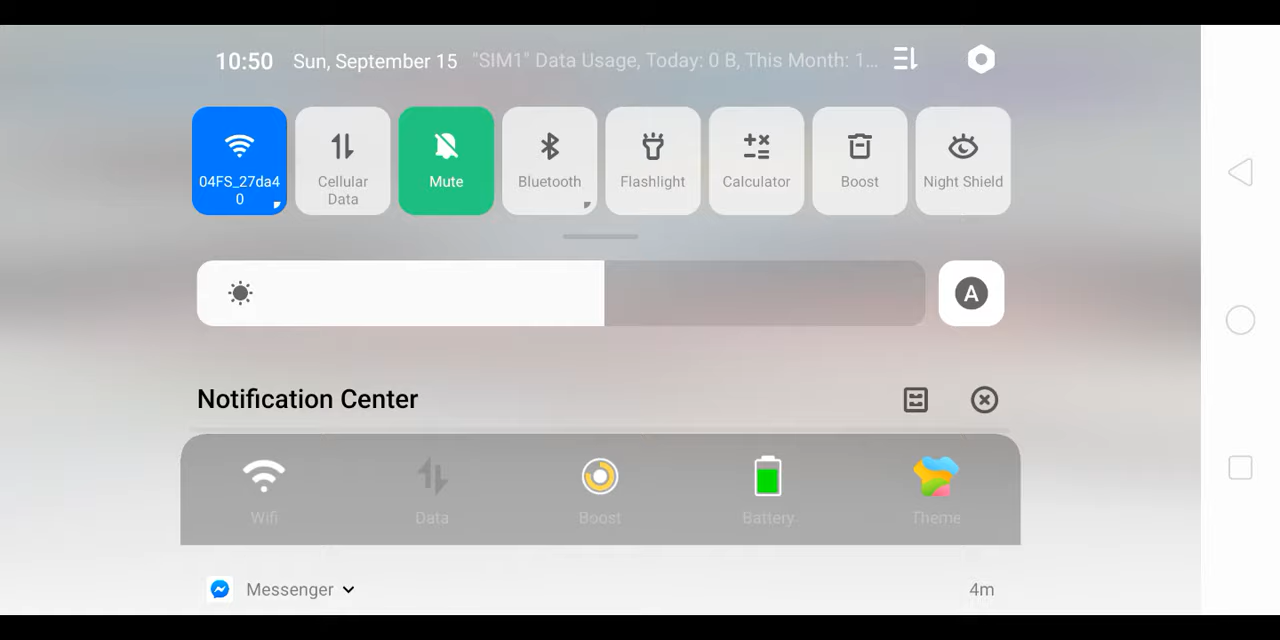 10:50 Sun, September 15 "SIM1" Data Usage, Today: 0 B, This Month: 1...
04FS_27da4
0
Cellular
Data
Mute
Bluetooth
Flashlight
Calculator
Boost
Night Shield
A
Notification Center
Wifi Data Boost Battery Theme
Messenger 4m